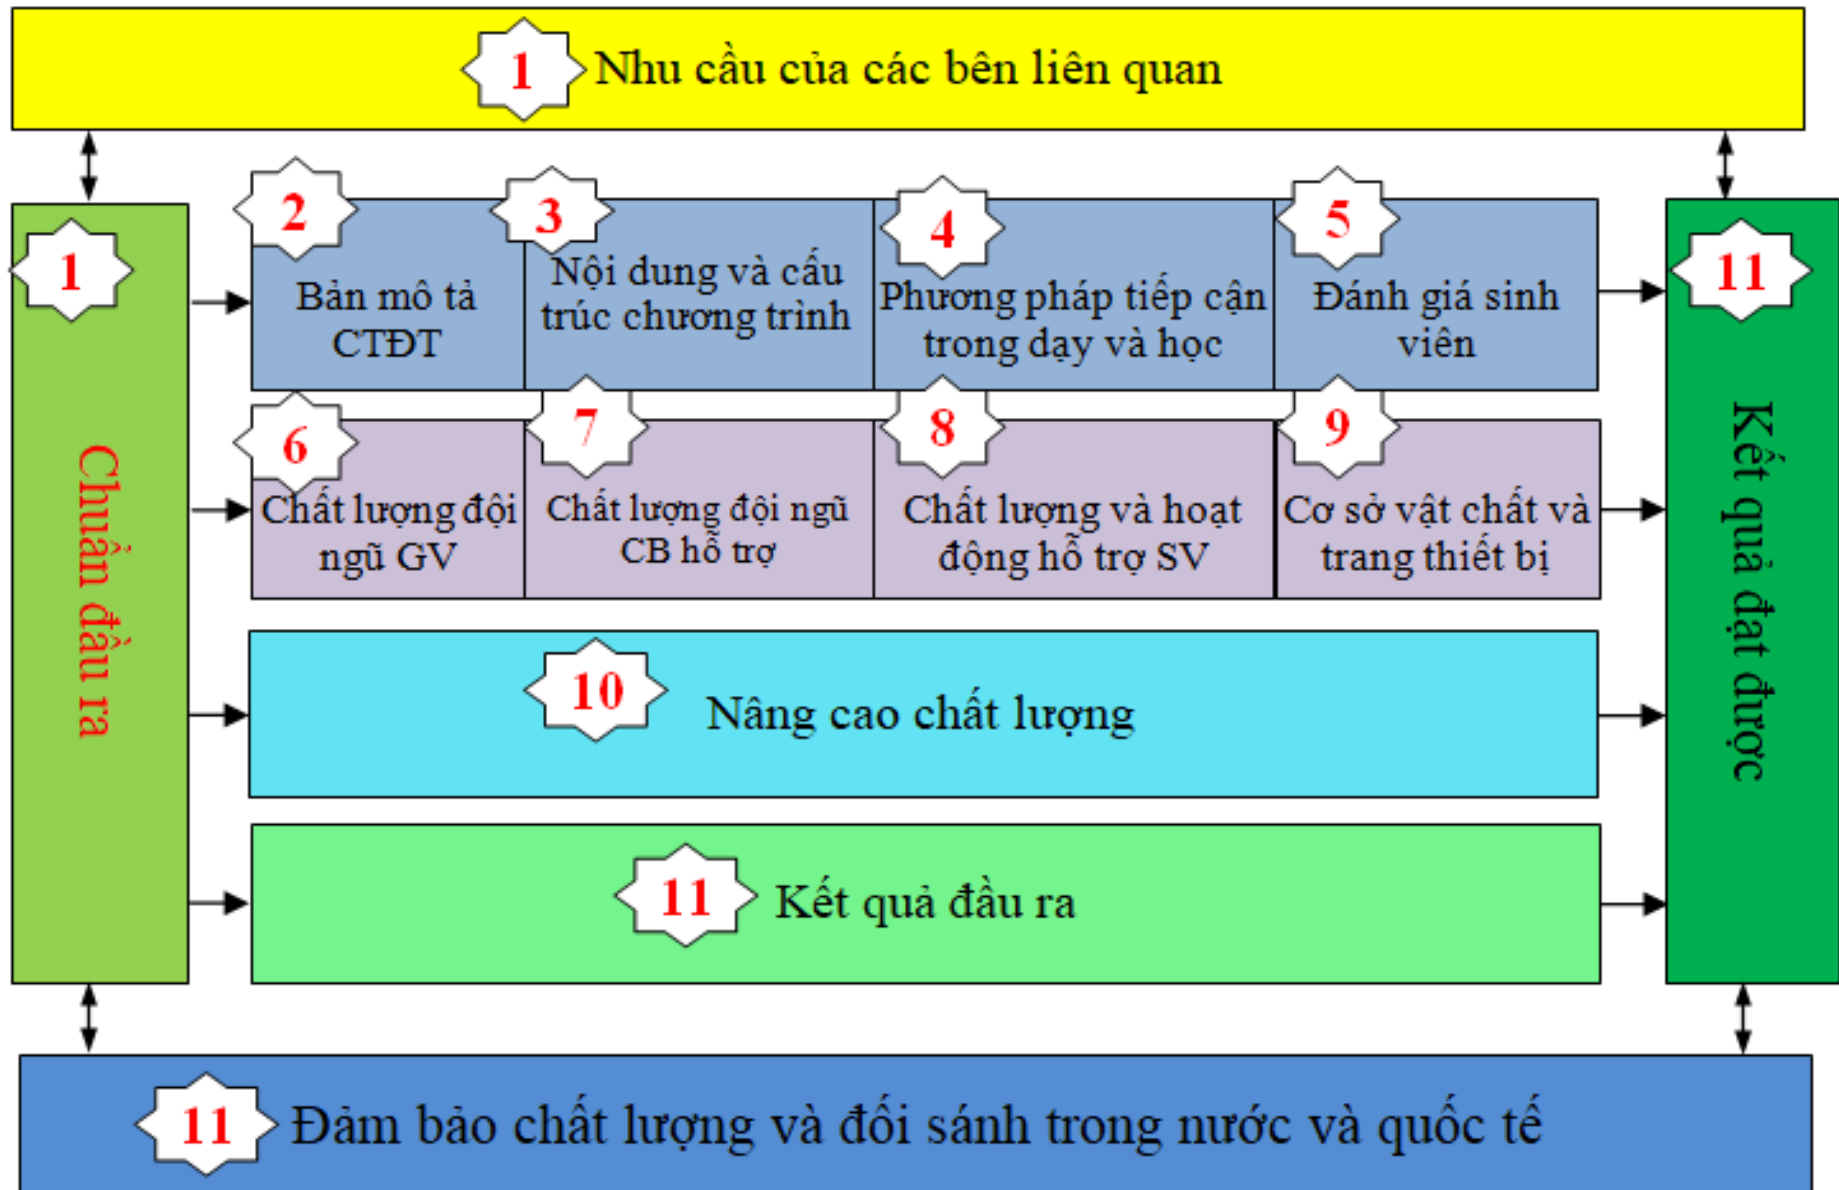 1 Nhu cầu của các bên liên quan
1
Chuẩn đầu ra
2
Bản mô tả
CTĐT
3
Nội dung và cấu
trúc chương trình
4
Phương pháp tiếp cận
trong dạy và học
5
Đánh giá sinh
viên
6
Chất lượng đội
ngũ GV
7
Chất lượng đội ngũ
CB hỗ trợ
8
Chất lượng và hoạt
động hỗ trợ SV
9
Cơ sở vật chất và
trang thiết bị
10 Nâng cao chất lượng
11 Kết quả đầu ra
11
Kết quả đạt được
11 Đảm bảo chất lượng và đối sánh trong nước và quốc tế